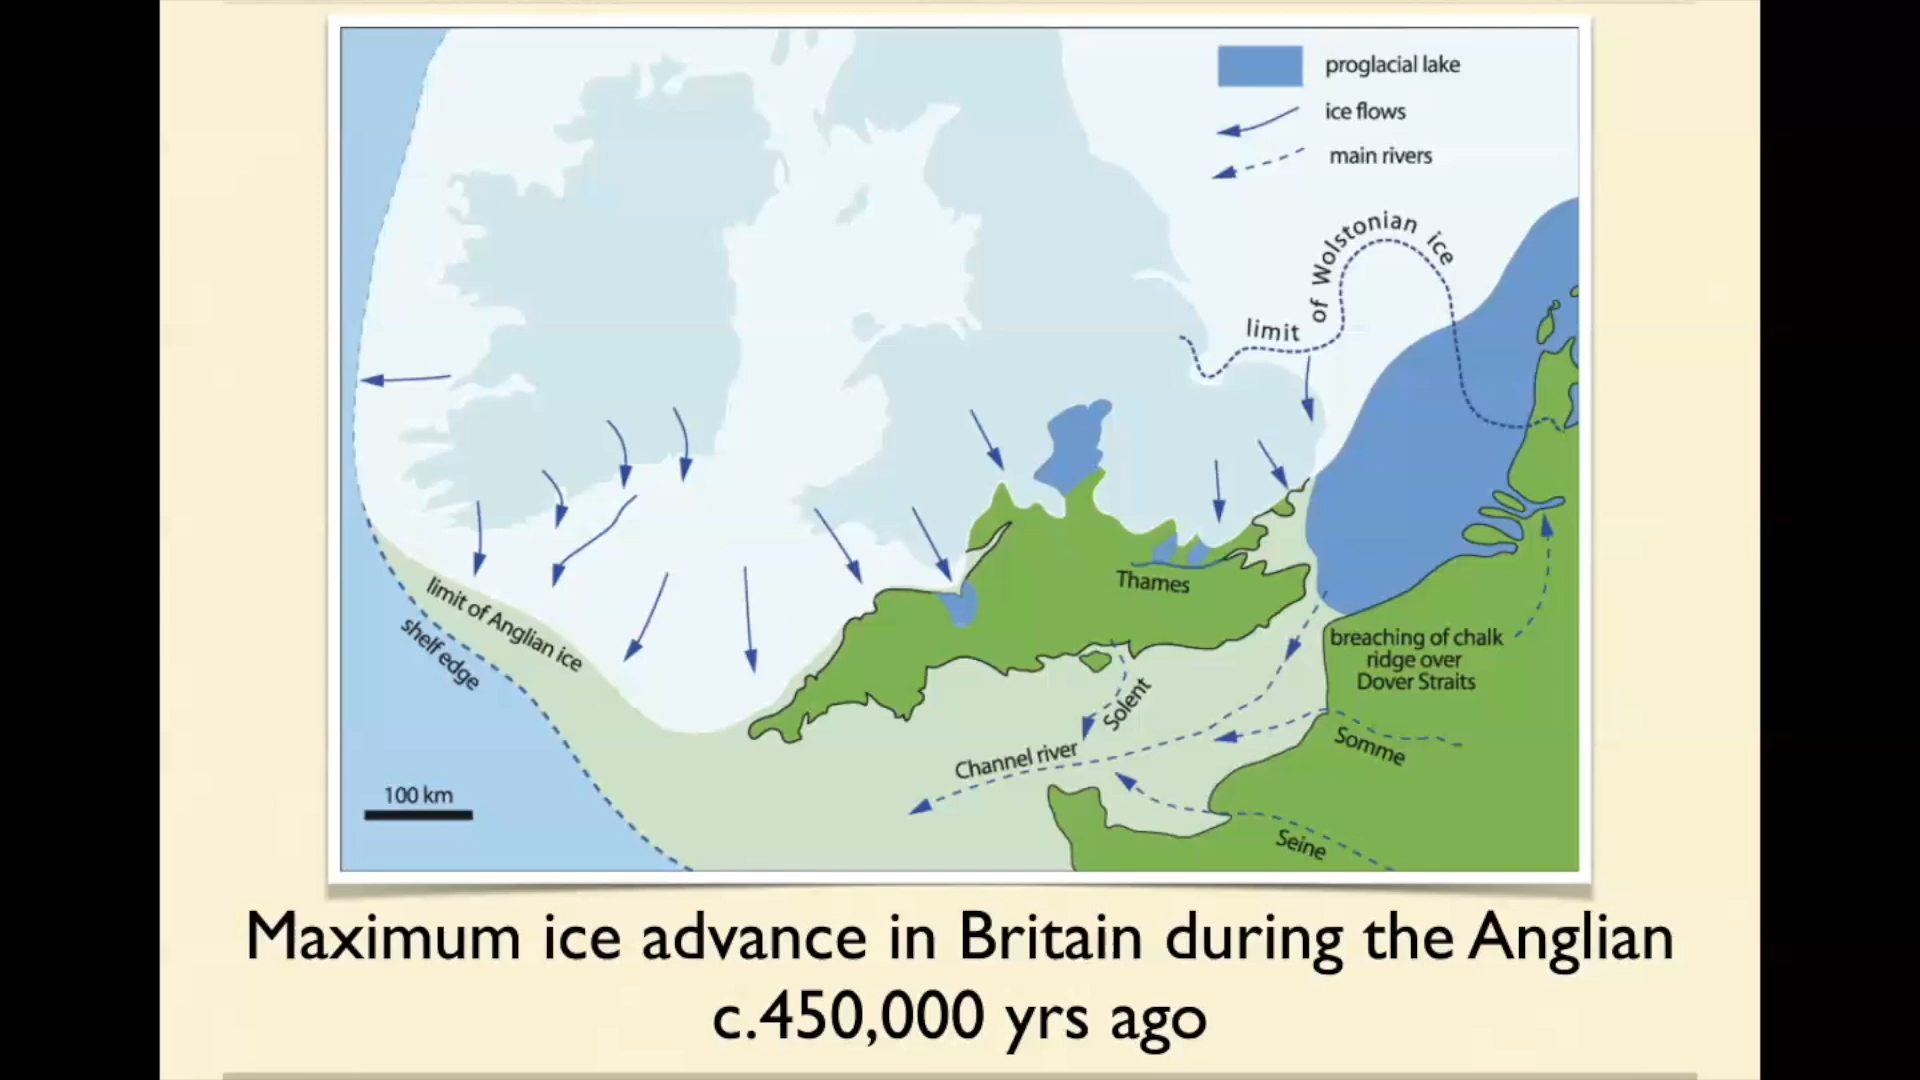 proglacial lake
ice flows
main rivers
limit of Wolstonian ice
limit of Anglian ice
shelf edge
Thames
breaching of chalk
ridge over
Dover Straits
Solent
Somme
Channel river
100 km
Seine
Maximum ice advance in Britain during the Anglian
c.450,000 yrs ago